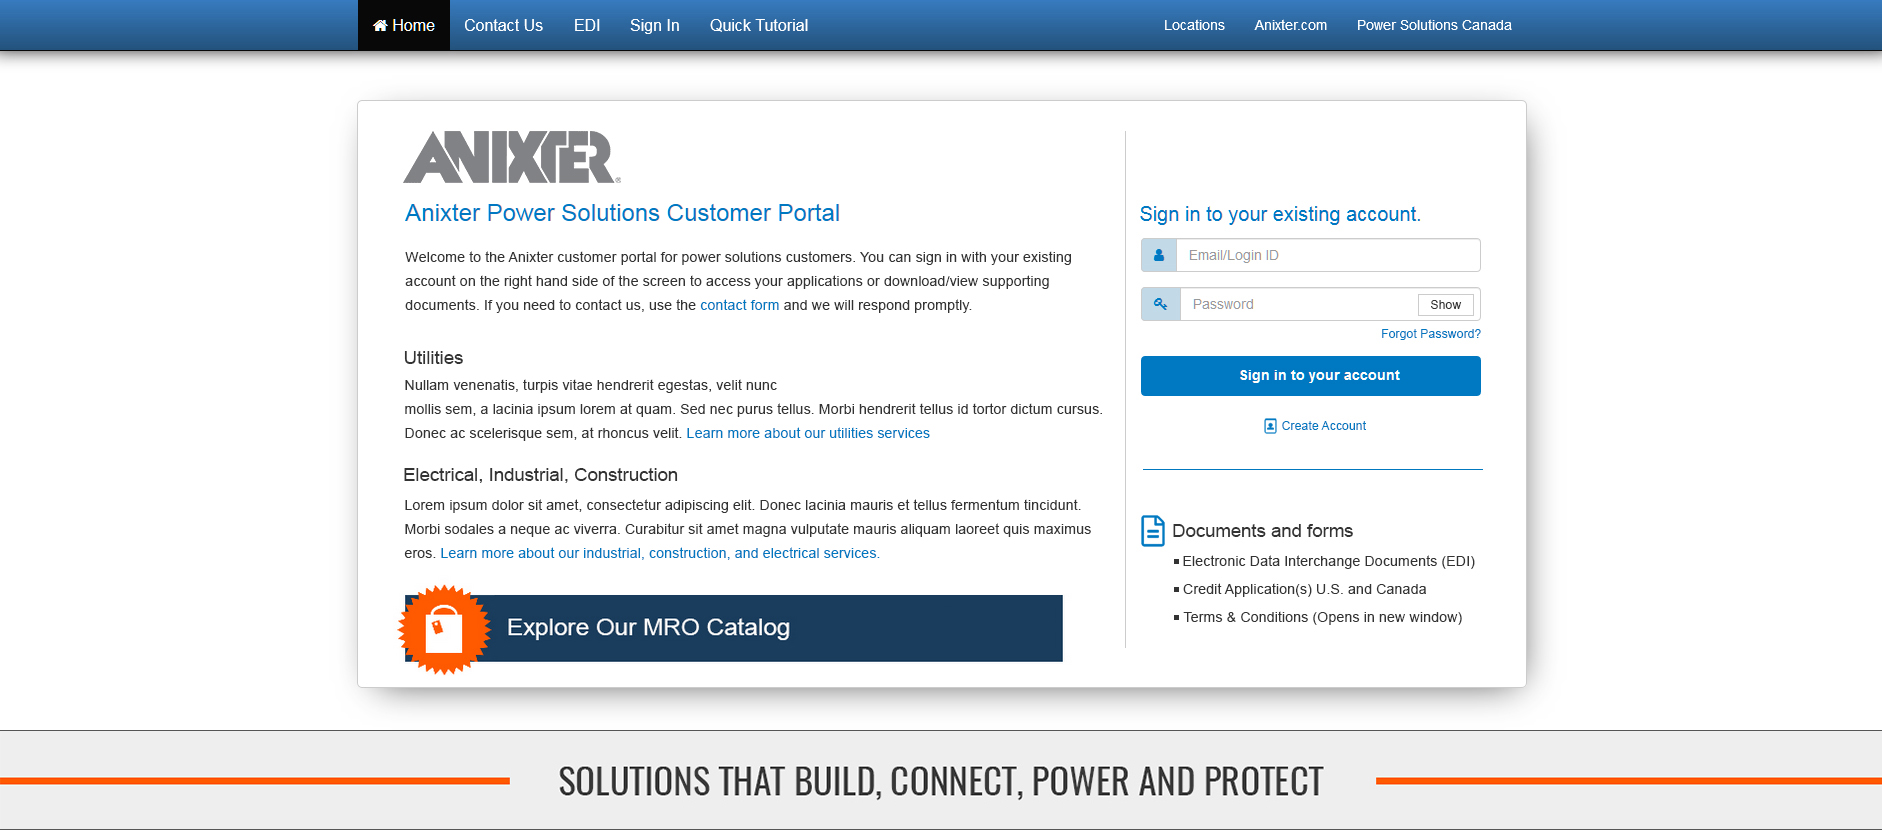 Home Contact Us EDI Sign In Quick Tutorial Locations Anixter.com Power Solutions Canada
ANIXTER®
Anixter Power Solutions Customer Portal
Welcome to the Anixter customer portal for power solutions customers. You can sign in with your existing
account on the right hand side of the screen to access your applications or download/view supporting
documents. If you need to contact us, use the contact form and we will respond promptly.
Utilities
Nullam venenatis, turpis vitae hendrerit egestas, velit nunc
mollis sem, a lacinia ipsum lorem at quam. Sed nec purus tellus. Morbi hendrerit tellus id tortor dictum cursus.
Donec ac scelerisque sem, at rhoncus velit. Learn more about our utilities services
Electrical, Industrial, Construction
Lorem ipsum dolor sit amet, consectetur adipiscing elit. Donec lacinia mauris et tellus fermentum tincidunt.
Morbi sodales a neque ac viverra. Curabitur sit amet magna vulputate mauris aliquam laoreet quis maximus
eros. Learn more about our industrial, construction, and electrical services.
Explore Our MRO Catalog
Sign in to your existing account.
Email/Login ID
Password Show
Forgot Password?
Sign in to your account
Create Account
Documents and forms
Electronic Data Interchange Documents (EDI)
Credit Application(s) U.S. and Canada
Terms & Conditions (Opens in new window)
SOLUTIONS THAT BUILD, CONNECT, POWER AND PROTECT